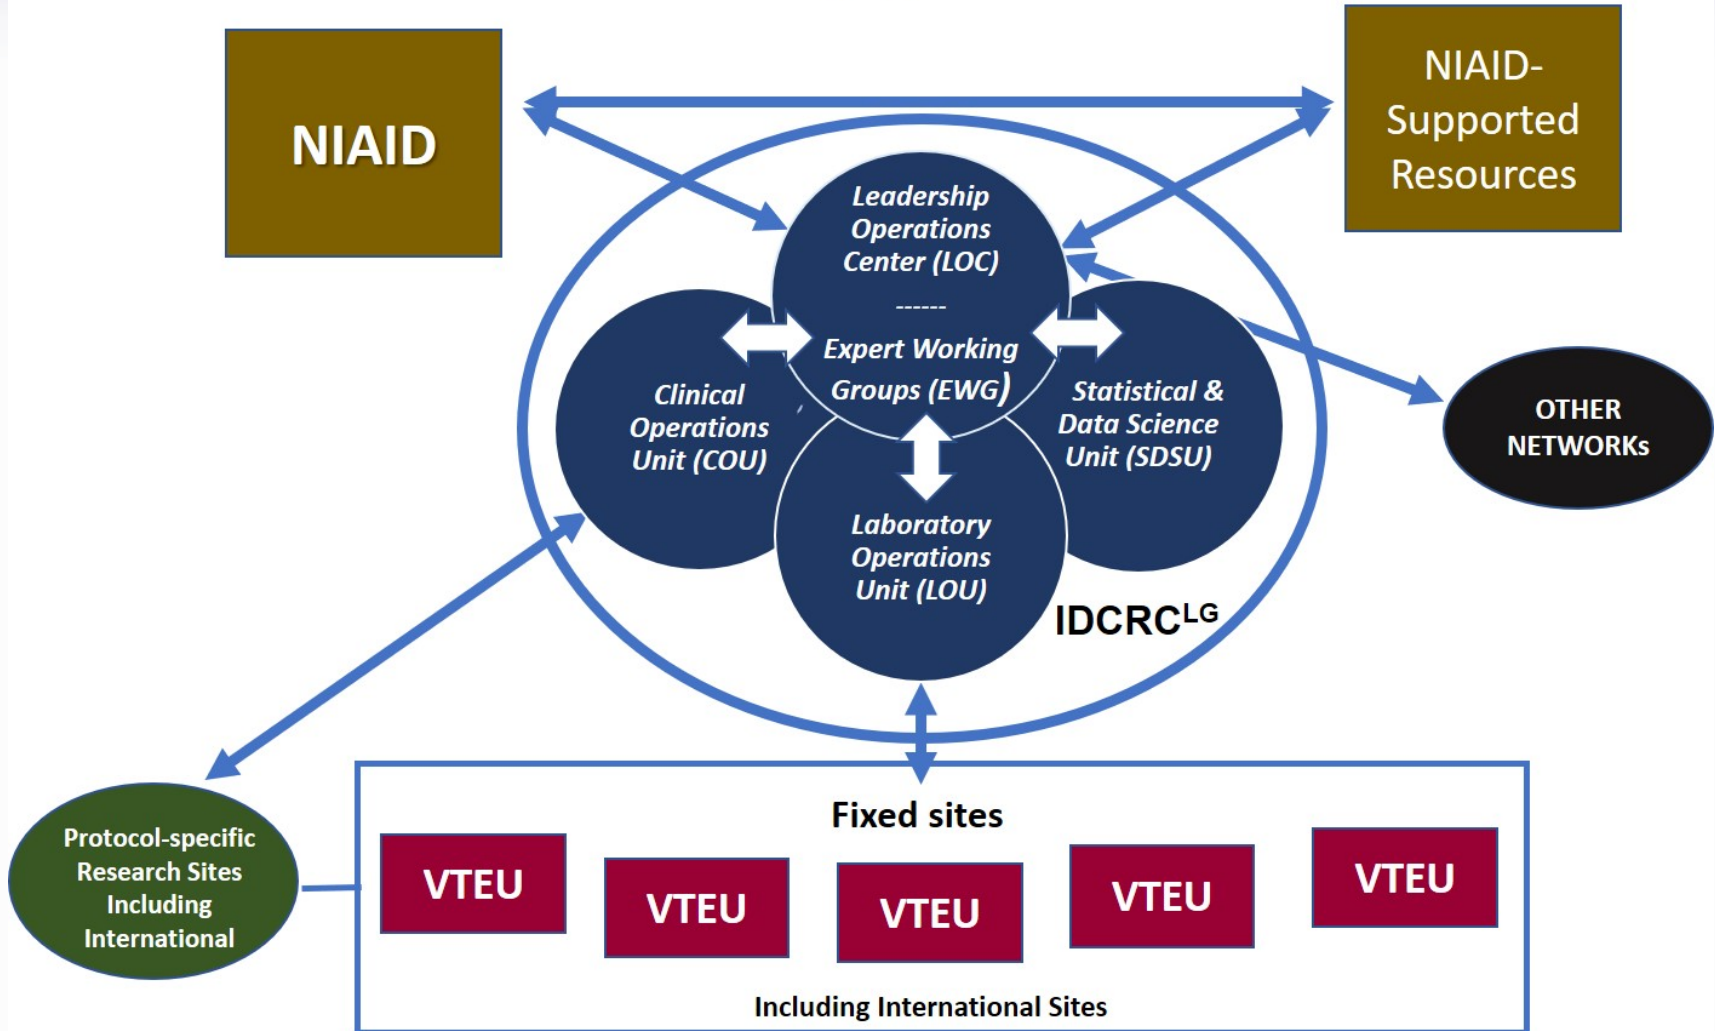 NIAID
NIAID-
Supported
Resources
Leadership
Operations
Center (LOC)
------
Expert Working
Groups (EWG)
Clinical
Operations
Unit (COU)
Statistical &
Data Science
Unit (SDSU)
OTHER
NETWORKs
Laboratory
Operations
Unit (LOU)
IDCRCLG
Fixed sites
Protocol-specific
Research Sites
Including
International
VTEU
VTEU
VTEU
VTEU
VTEU
Including International Sites